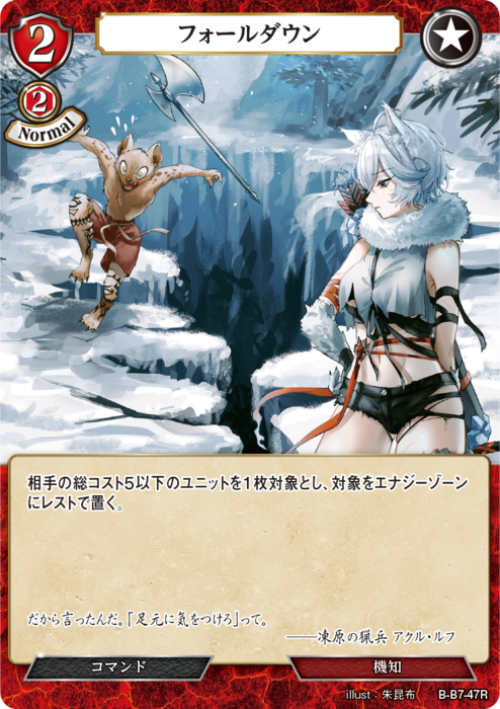 2
フォールダウン
2
Normal
相手の総コスト5以下のユニットを1枚対象とし、対象をエナジーゾーン
にレストで置く。
だから言ったんだ。「足元に気をつけろ」って。
――凍原の猟兵 アクル・ルフ
コマンド
機知
illust：朱昆布
B-B7-47R